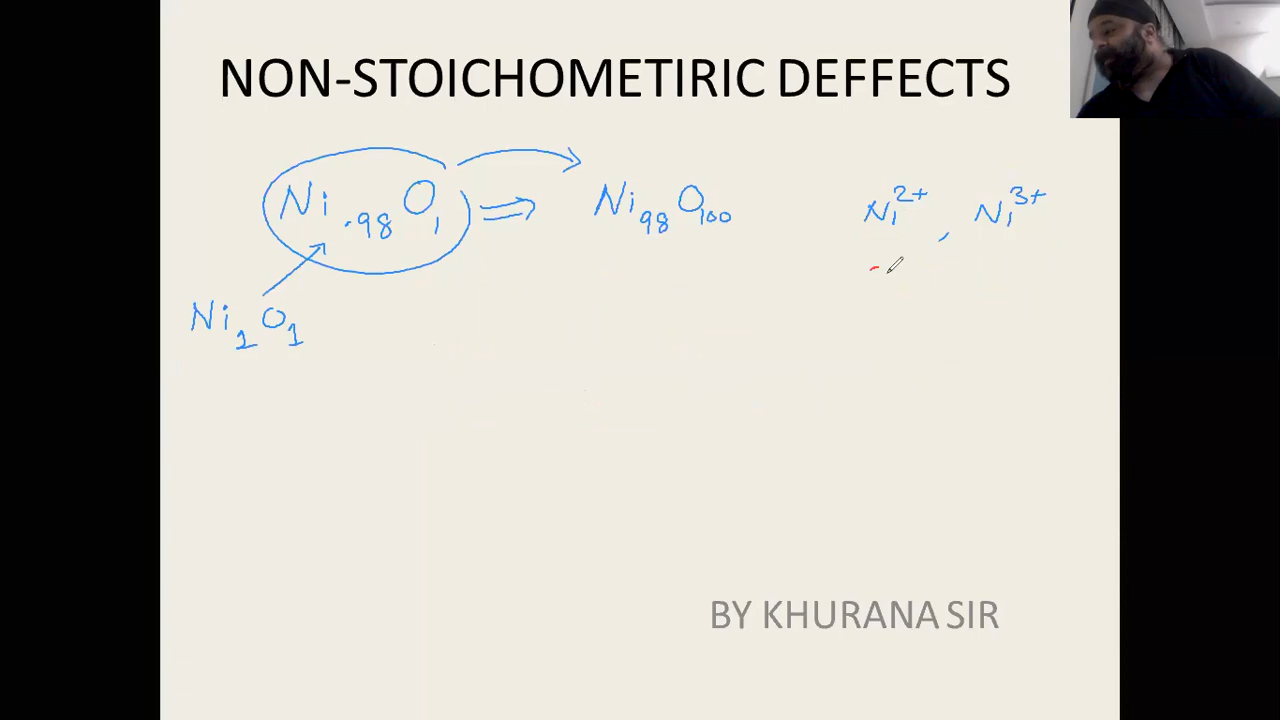 NON-STOICHOMETIRIC DEFFECTS
Ni.98O1 ⇒ Ni98O100 Ni2+, Ni3+
Ni1O1
BY KHURANA SIR